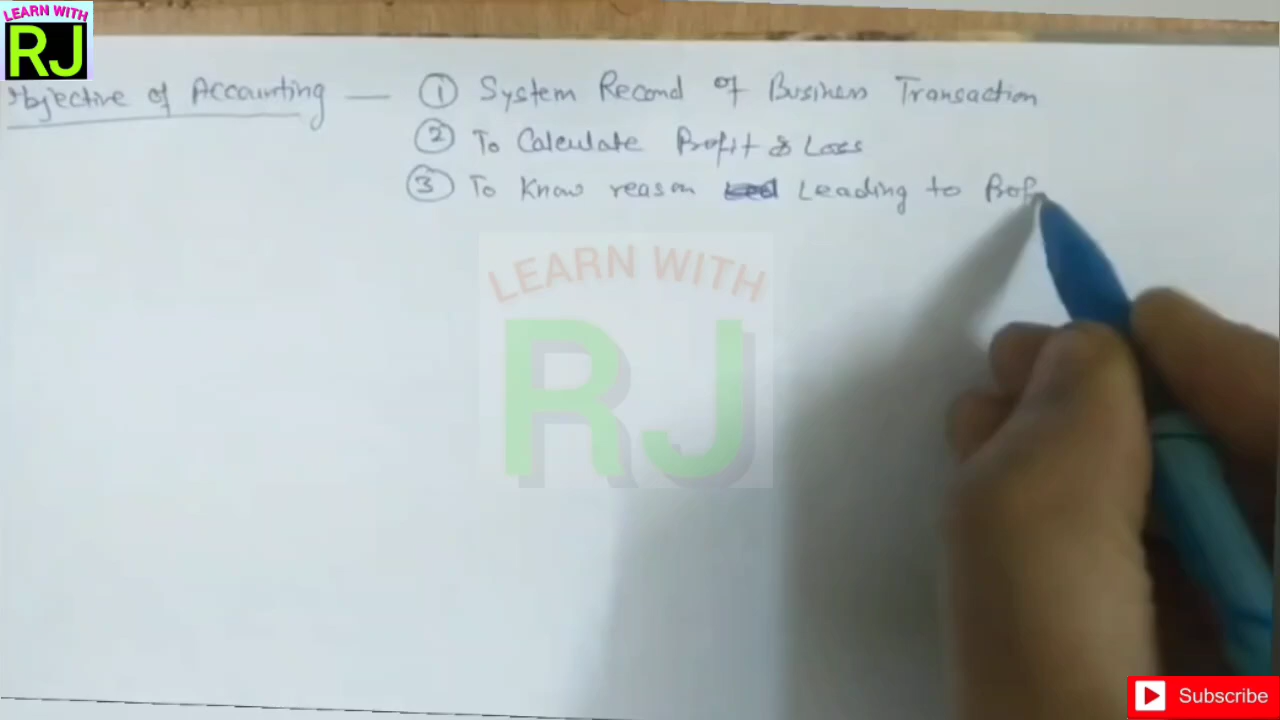 LEARN WITH
RJ
Objective of Accounting — ① System Record of Business Transaction
② To Calculate Profit & Loss
③ To Know reason Leading to Prof
LEARN WITH
RJ
Subscribe